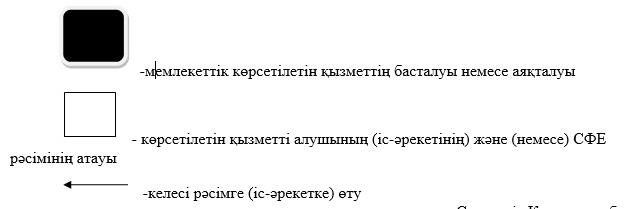 -мемлекеттік көрсетілетін қызметтің басталуы немесе аяқталуы
- көрсетілетін қызметті алушының (іс-әрекетінің) және (немесе) СФЕ
рәсімінің атауы
-келесі рәсімге (іс-әрекетке) өту